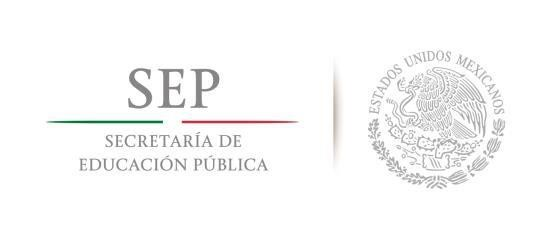 SEP
SECRETARÍA DE
EDUCACIÓN PÚBLICA
ESTADOS UNIDOS MEXICANOS